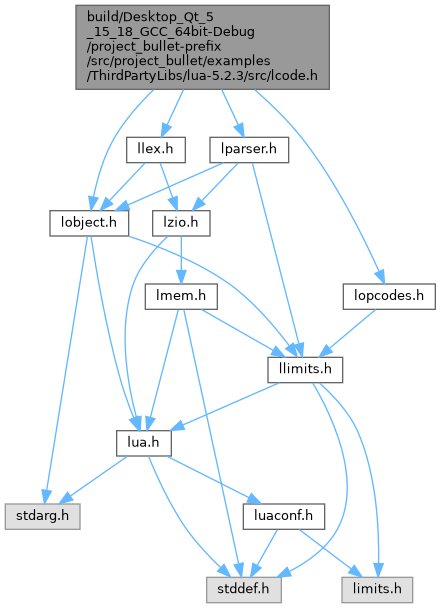 build/Desktop_Qt_5
_15_18_GCC_64bit-Debug
/project_bullet-prefix
/src/project_bullet/examples
/ThirdPartyLibs/lua-5.2.3/src/lcode.h
llex.h
lparser.h
lobject.h
lzio.h
lmem.h
lopcodes.h
llimits.h
lua.h
stdarg.h
luaconf.h
stddef.h
limits.h